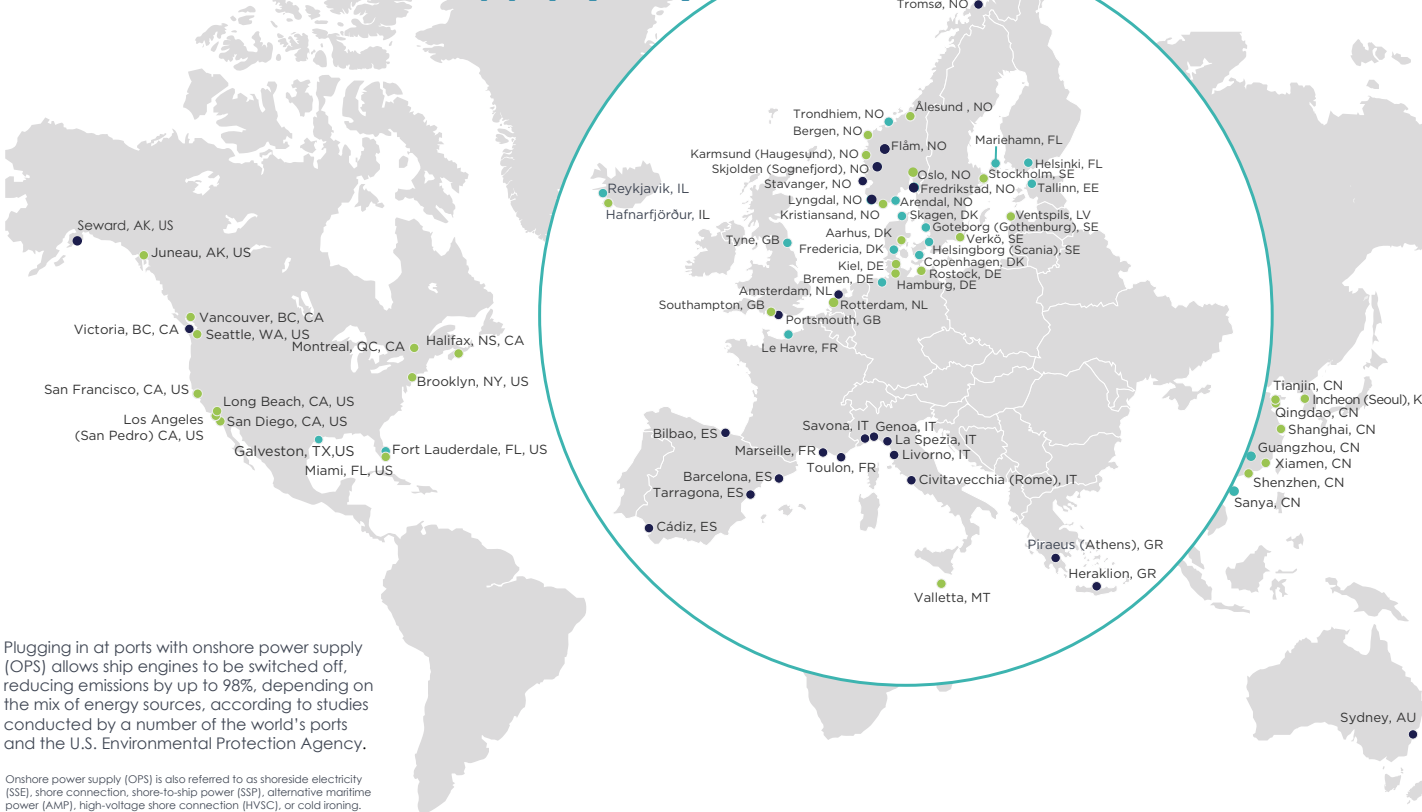 Tromsø, NO
Ålesund , NO
Trondhiem, NO
Bergen, NO
Mariehamn, FL
Flåm, NO
Karmsund (Haugesund), NO
Helsinki, FL
Skjolden (Sognefjord), NO
Oslo, NO
Stockholm, SE
Stavanger, NO
Fredrikstad, NO
Tallinn, EE
Reykjavik, IL
Lyngdal, NO
Arendal, NO
Hafnarfjörður, IL
Kristiansand, NO
Skagen, DK
Ventspils, LV
Goteborg (Gothenburg), SE
Aarhus, DK
Verkö, SE
Tyne, GB
Fredericia, DK
Helsingborg (Scania), SE
Copenhagen, DK
Kiel, DE
Rostock, DE
Bremen, DE
Hamburg, DE
Amsterdam, NL
Southampton, GB
Rotterdam, NL
Portsmouth, GB
Le Havre, FR
Seward, AK, US
Juneau, AK, US
Vancouver, BC, CA
Victoria, BC, CA
Seattle, WA, US
Montreal, QC, CA
Halifax, NS, CA
Brooklyn, NY, US
San Francisco, CA, US
Long Beach, CA, US
Los Angeles
(San Pedro) CA, US
San Diego, CA, US
Galveston, TX,US
Fort Lauderdale, FL, US
Miami, FL, US
Savona, IT
Genoa, IT
Bilbao, ES
La Spezia, IT
Marseille, FR
Livorno, IT
Toulon, FR
Barcelona, ES
Civitavecchia (Rome), IT
Tarragona, ES
Cádiz, ES
Piraeus (Athens), GR
Heraklion, GR
Valletta, MT
Tianjin, CN
Incheon (Seoul), K
Qingdao, CN
Shanghai, CN
Guangzhou, CN
Xiamen, CN
Shenzhen, CN
Sanya, CN
Sydney, AU
Plugging in at ports with onshore power supply
(OPS) allows ship engines to be switched off,
reducing emissions by up to 98%, depending on
the mix of energy sources, according to studies
conducted by a number of the world's ports
and the U.S. Environmental Protection Agency.
Onshore power supply (OPS) is also referred to as shoreside electricity
(SSE), shore connection, shore-to-ship power (SSP), alternative maritime
power (AMP), high-voltage shore connection (HVSC), or cold ironing.